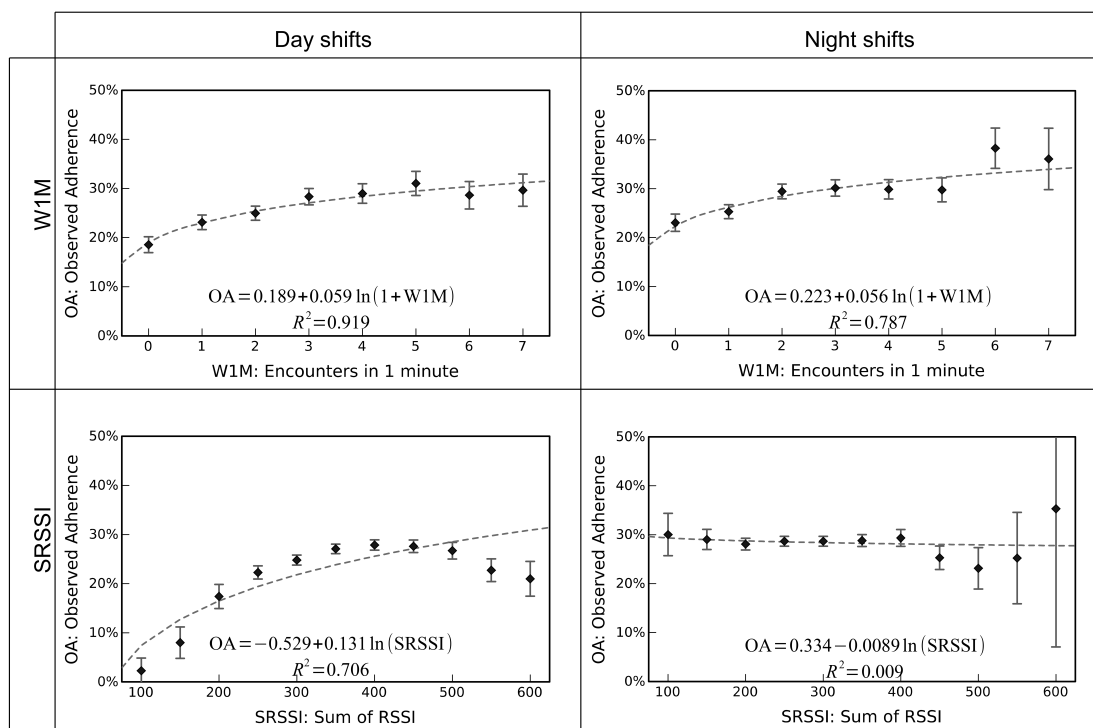 Day shifts
Night shifts
W1M
50%
40%
30%
20%
10%
0%
OA: Observed Adherence
OA=0.189+0.059 ln(1+W1M)
R²=0.919
0 1 2 3 4 5 6 7
W1M: Encounters in 1 minute
50%
40%
30%
20%
10%
0%
OA: Observed Adherence
OA=0.223+0.056 ln(1+W1M)
R²=0.787
0 1 2 3 4 5 6 7
W1M: Encounters in 1 minute
SRSSI
50%
40%
30%
20%
10%
0%
OA: Observed Adherence
OA=−0.529+0.131 ln(SRSSI)
R²=0.706
100 200 300 400 500 600
SRSSI: Sum of RSSI
50%
40%
30%
20%
10%
0%
OA: Observed Adherence
OA=0.334−0.0089 ln(SRSSI)
R²=0.009
100 200 300 400 500 600
SRSSI: Sum of RSSI